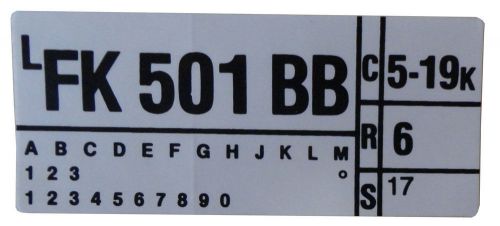 LFK 501 BB
C 5-19K
R 6
S 17
A B C D E F G H J K L M
1 2 3 o
1 2 3 4 5 6 7 8 9 0